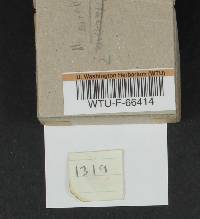 U. Washington Herbarium (WTU)
WTU-F-66414
1319